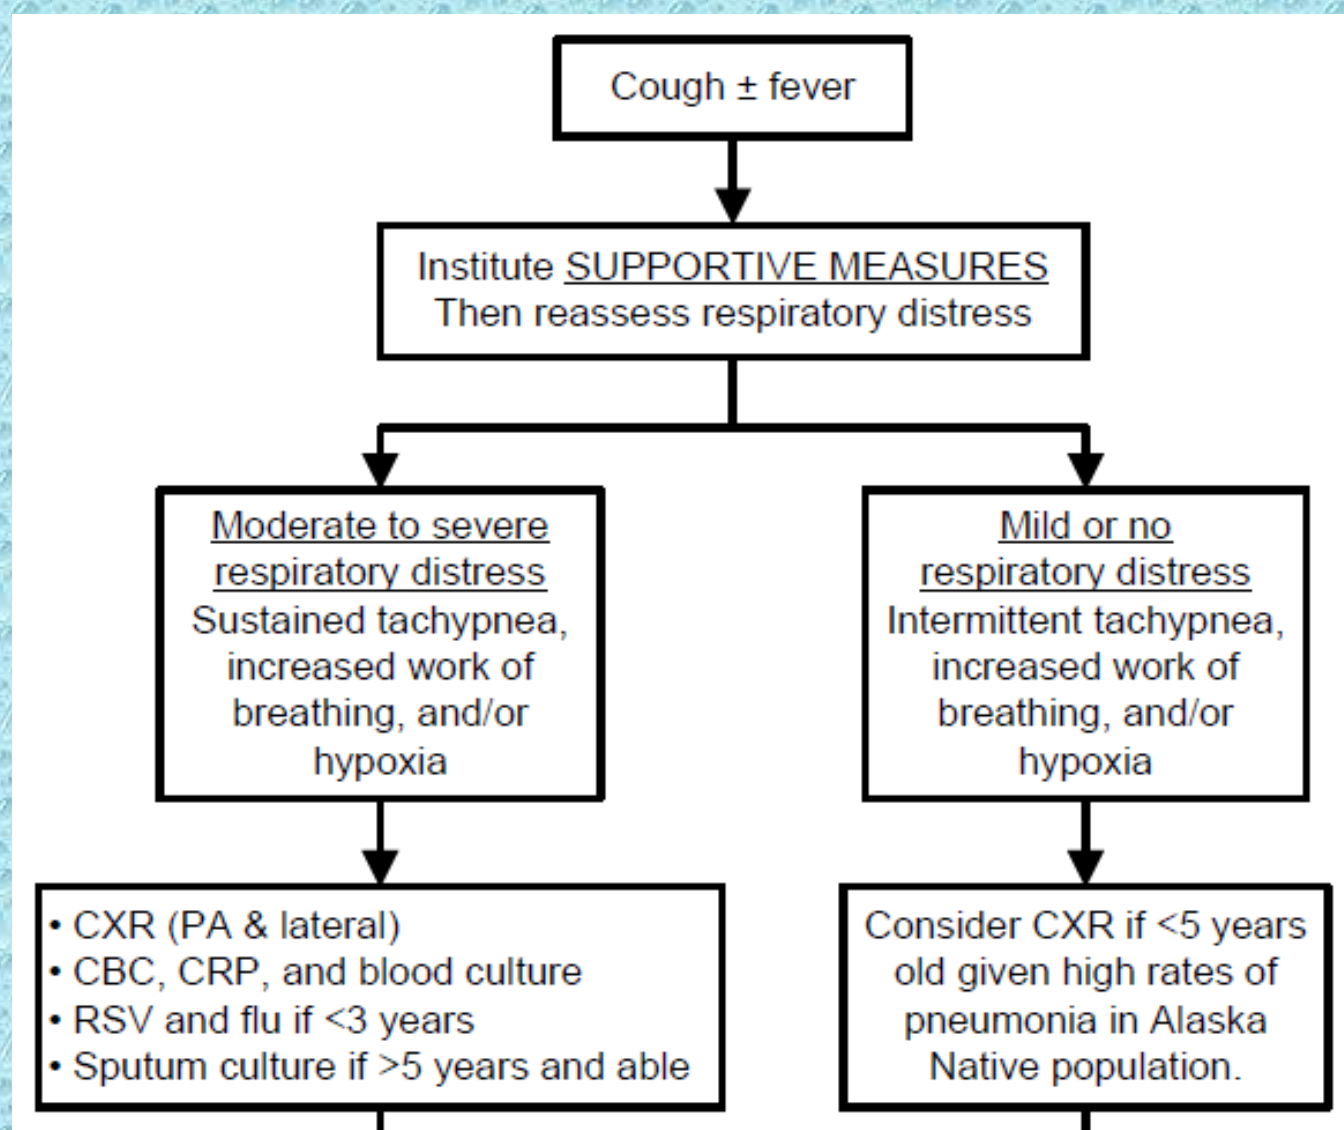 Cough ± fever
Institute SUPPORTIVE MEASURES
Then reassess respiratory distress
Moderate to severe
respiratory distress
Sustained tachypnea,
increased work of
breathing, and/or
hypoxia
Mild or no
respiratory distress
Intermittent tachypnea,
increased work of
breathing, and/or
hypoxia
• CXR (PA & lateral)
• CBC, CRP, and blood culture
• RSV and flu if <3 years
• Sputum culture if >5 years and able
Consider CXR if <5 years
old given high rates of
pneumonia in Alaska
Native population.